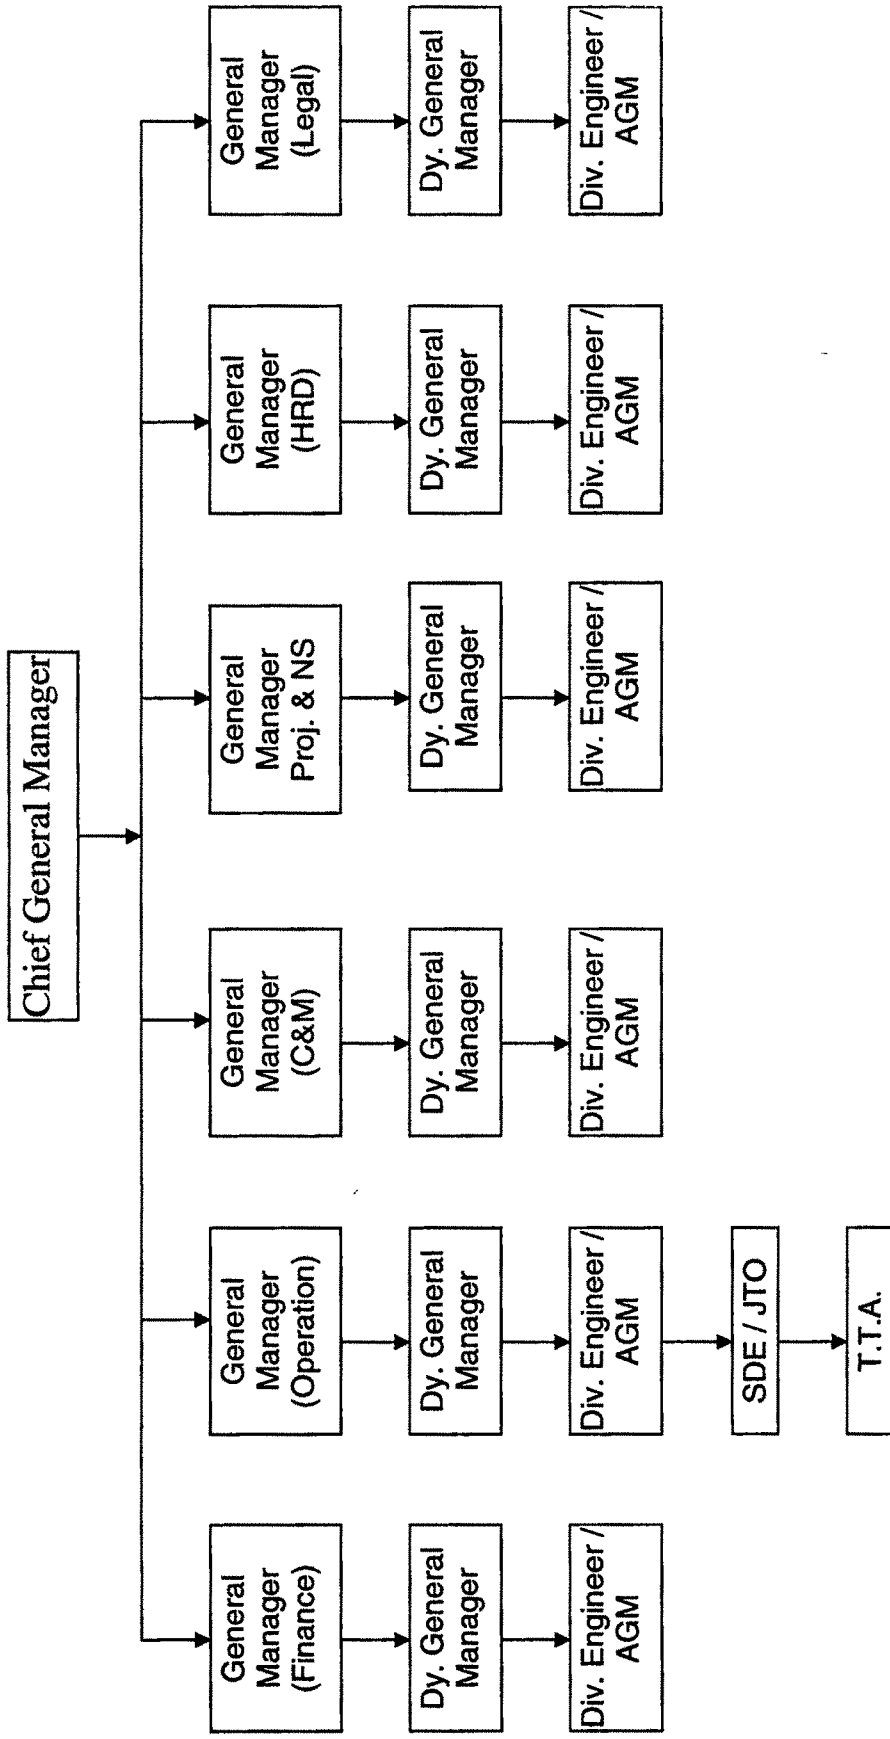 Chief General Manager
General
Manager
(Finance)
General
Manager
(Operation)
General
Manager
(C&M)
General
Manager
Proj. & NS
General
Manager
(HRD)
General
Manager
(Legal)
Dy. General
Manager
Dy. General
Manager
Dy. General
Manager
Dy. General
Manager
Dy. General
Manager
Dy. General
Manager
Div. Engineer /
AGM
Div. Engineer /
AGM
Div. Engineer /
AGM
Div. Engineer /
AGM
Div. Engineer /
AGM
Div. Engineer /
AGM
SDE / JTO
T.T.A.